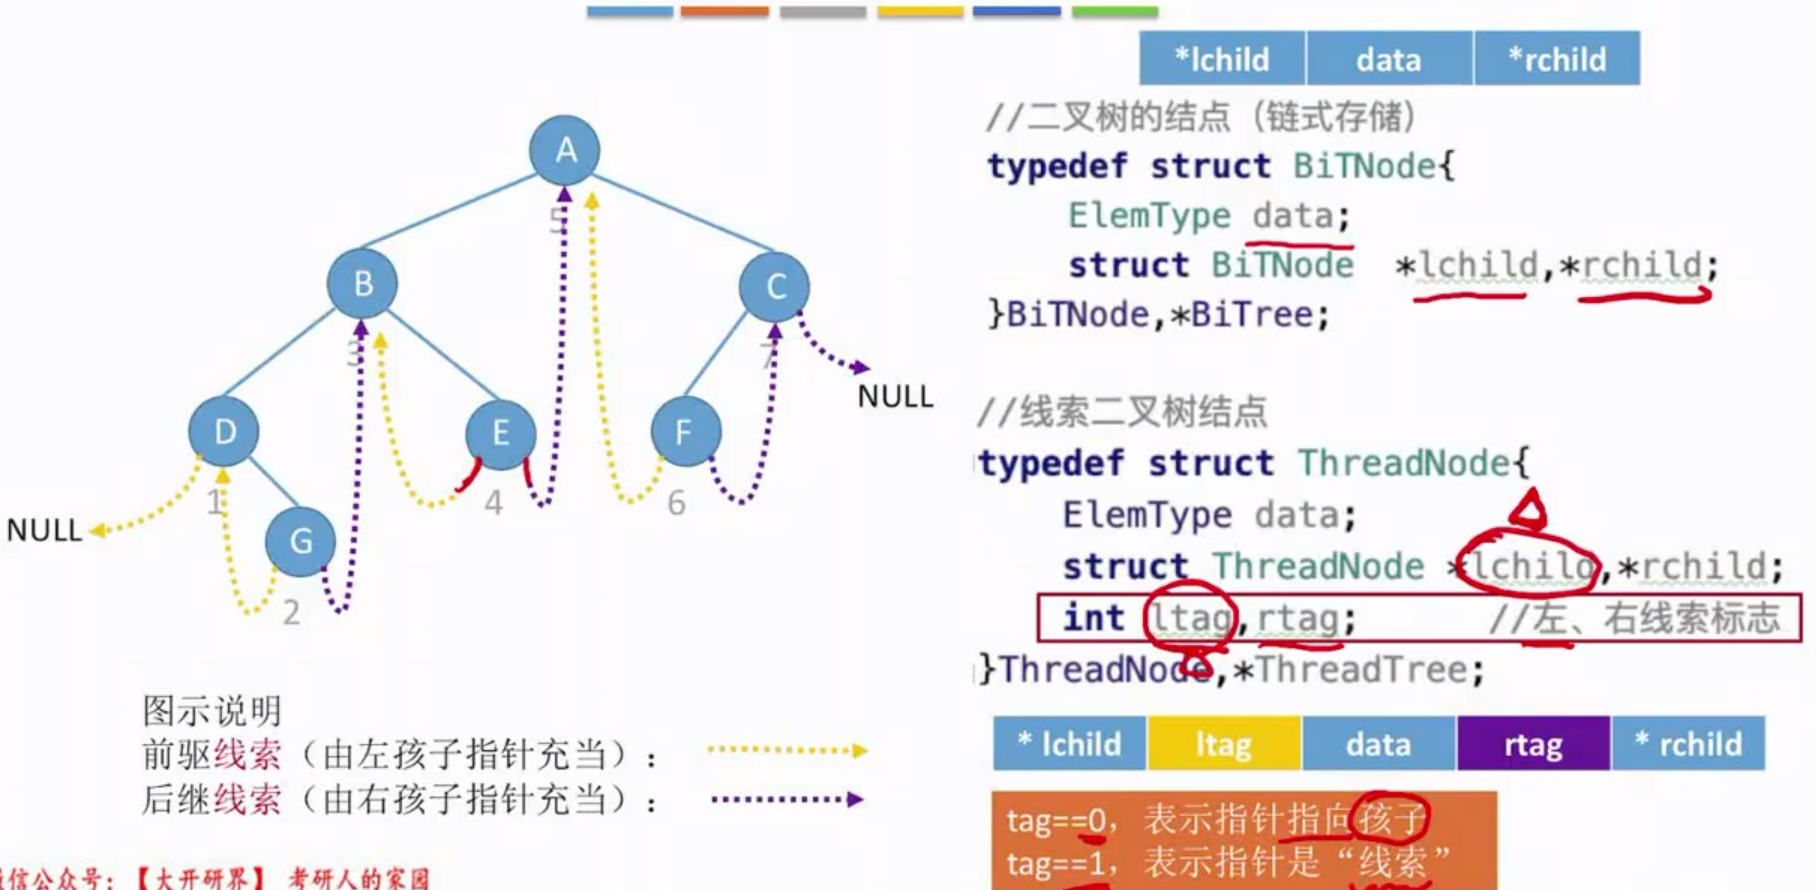 *lchild data *rchild
//二叉树的结点（链式存储）
typedef struct BiTNode{
ElemType data;
struct BiTNode *lchild,*rchild;
}BiTNode,*BiTree;
A
5
B
C
3
7
NULL
D
E
F
1
4
6
NULL
G
2
//线索二叉树结点
typedef struct ThreadNode{
ElemType data;
struct ThreadNode *lchild,*rchild;
int ltag,rtag; //左、右线索标志
}ThreadNode,*ThreadTree;
图示说明
前驱线索（由左孩子指针充当）：
后继线索（由右孩子指针充当）：
* lchild ltag data rtag * rchild
tag==0，表示指针指向孩子
tag==1，表示指针是“线索”
微信公众号：【大开研界】 考研人的家园